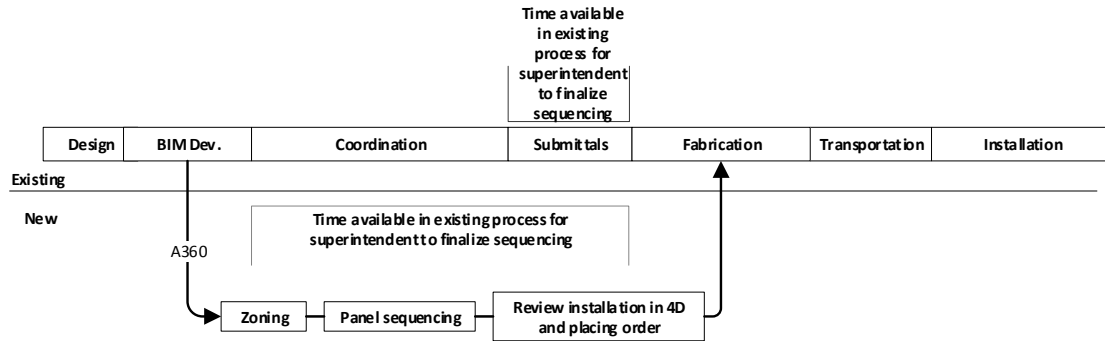 Time available
in existing
process for
superintendent
to finalize
sequencing
Design BIM Dev. Coordination Submittals Fabrication Transportation Installation
Existing
New
Time available in existing process for
superintendent to finalize sequencing
A360
Zoning Panel sequencing Review installation in 4D
and placing order